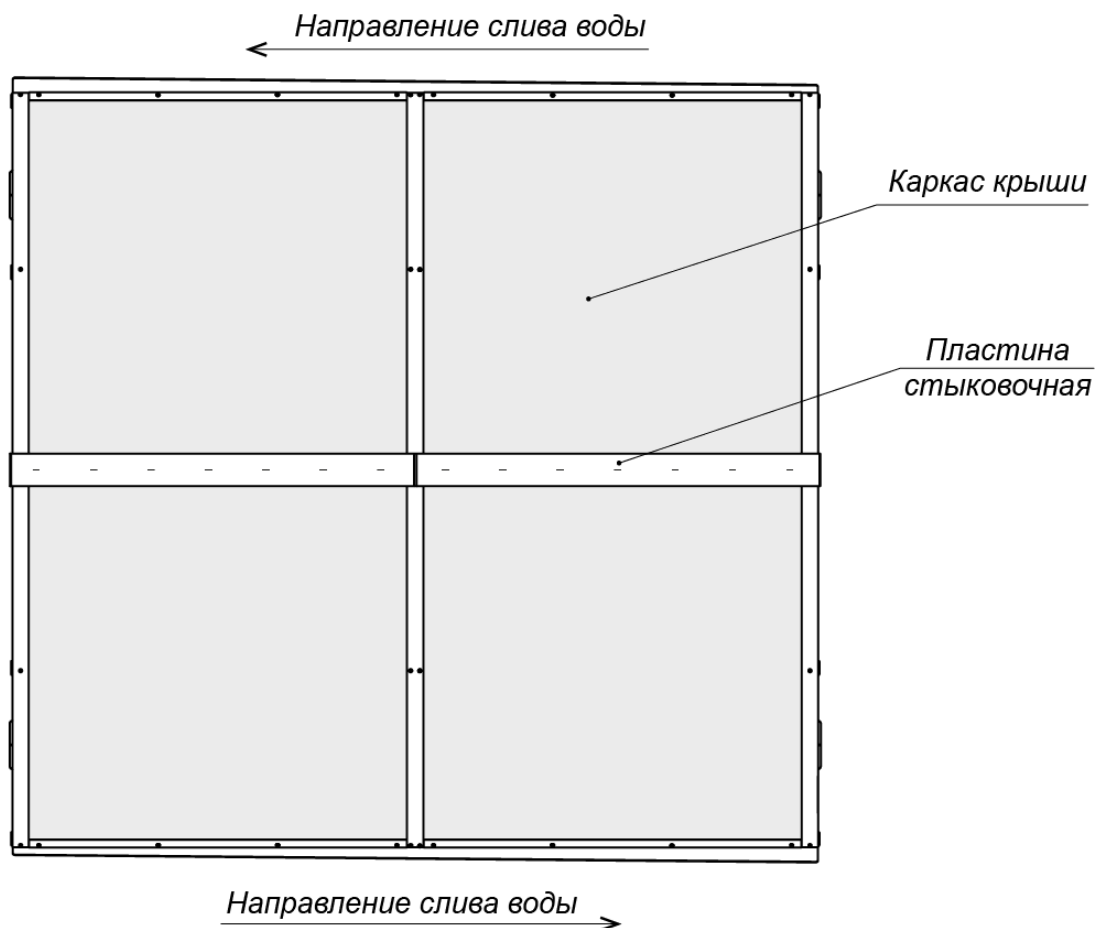 Направление слива воды
Каркас крыши
Пластина
стыковочная
Направление слива воды